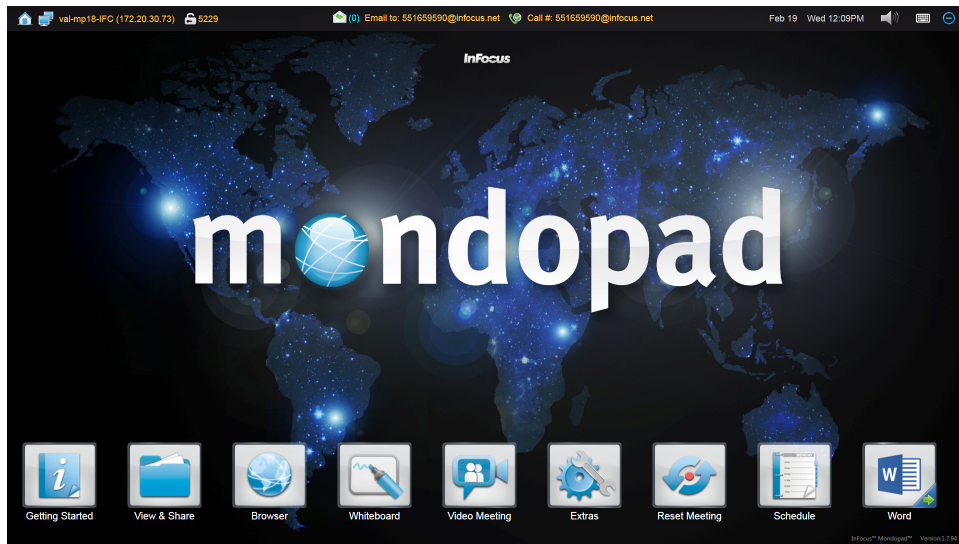 val-mp18-IFC (172.20.30.73) 5229 (0) Email to: 551659590@infocus.net Call #: 551659590@infocus.net Feb 19 Wed 12:09PM
InFocus
mondopad
Getting Started View & Share Browser Whiteboard Video Meeting Extras Reset Meeting Schedule Word
InFocus™ Mondopad™ Version:1.7.94